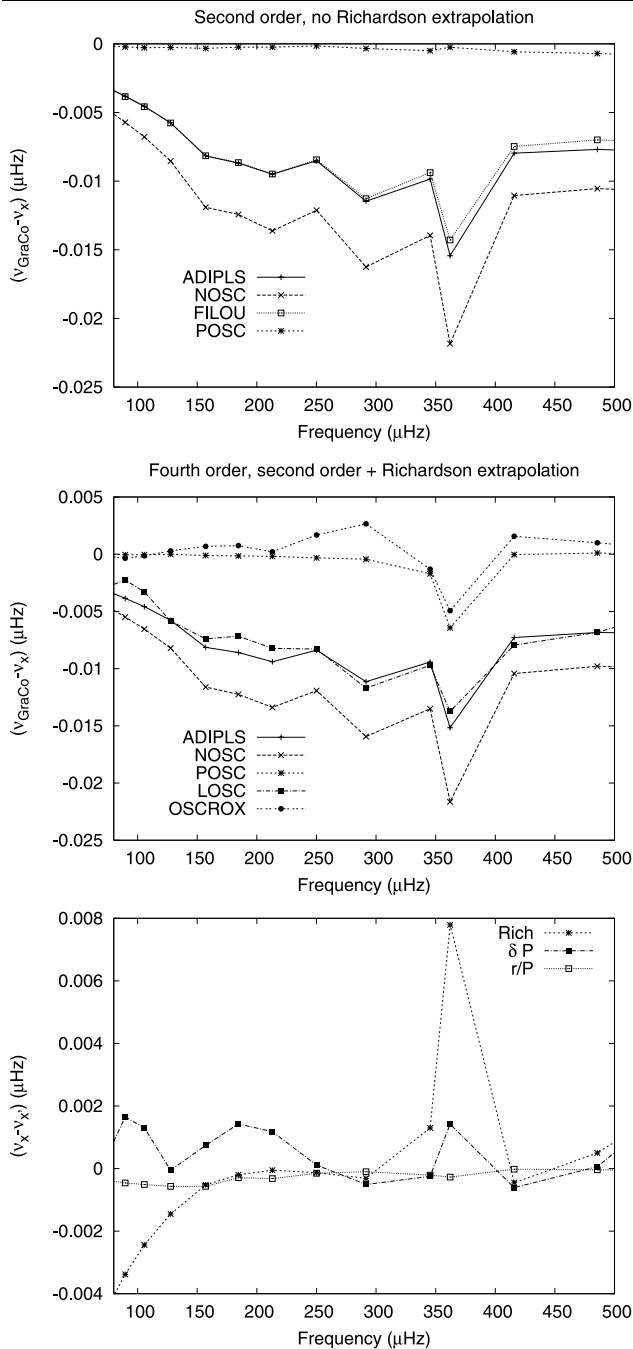 Second order, no Richardson extrapolation
0
-0.005
-0.01
-0.015
-0.02
-0.025
(νGraCo-νx) (μHz)
ADIPLS
NOSC
FILOU
POSC
100 150 200 250 300 350 400 450 500
Frequency (μHz)
Fourth order, second order + Richardson extrapolation
0.005
0
-0.005
-0.01
-0.015
-0.02
-0.025
(νGraCo-νx) (μHz)
ADIPLS
NOSC
POSC
LOSC
OSCROX
100 150 200 250 300 350 400 450 500
Frequency (μHz)
0.008
0.006
0.004
0.002
0
-0.002
-0.004
(νx-νx') (μHz)
Rich
δ P
r/P
100 150 200 250 300 350 400 450 500
Frequency (μHz)